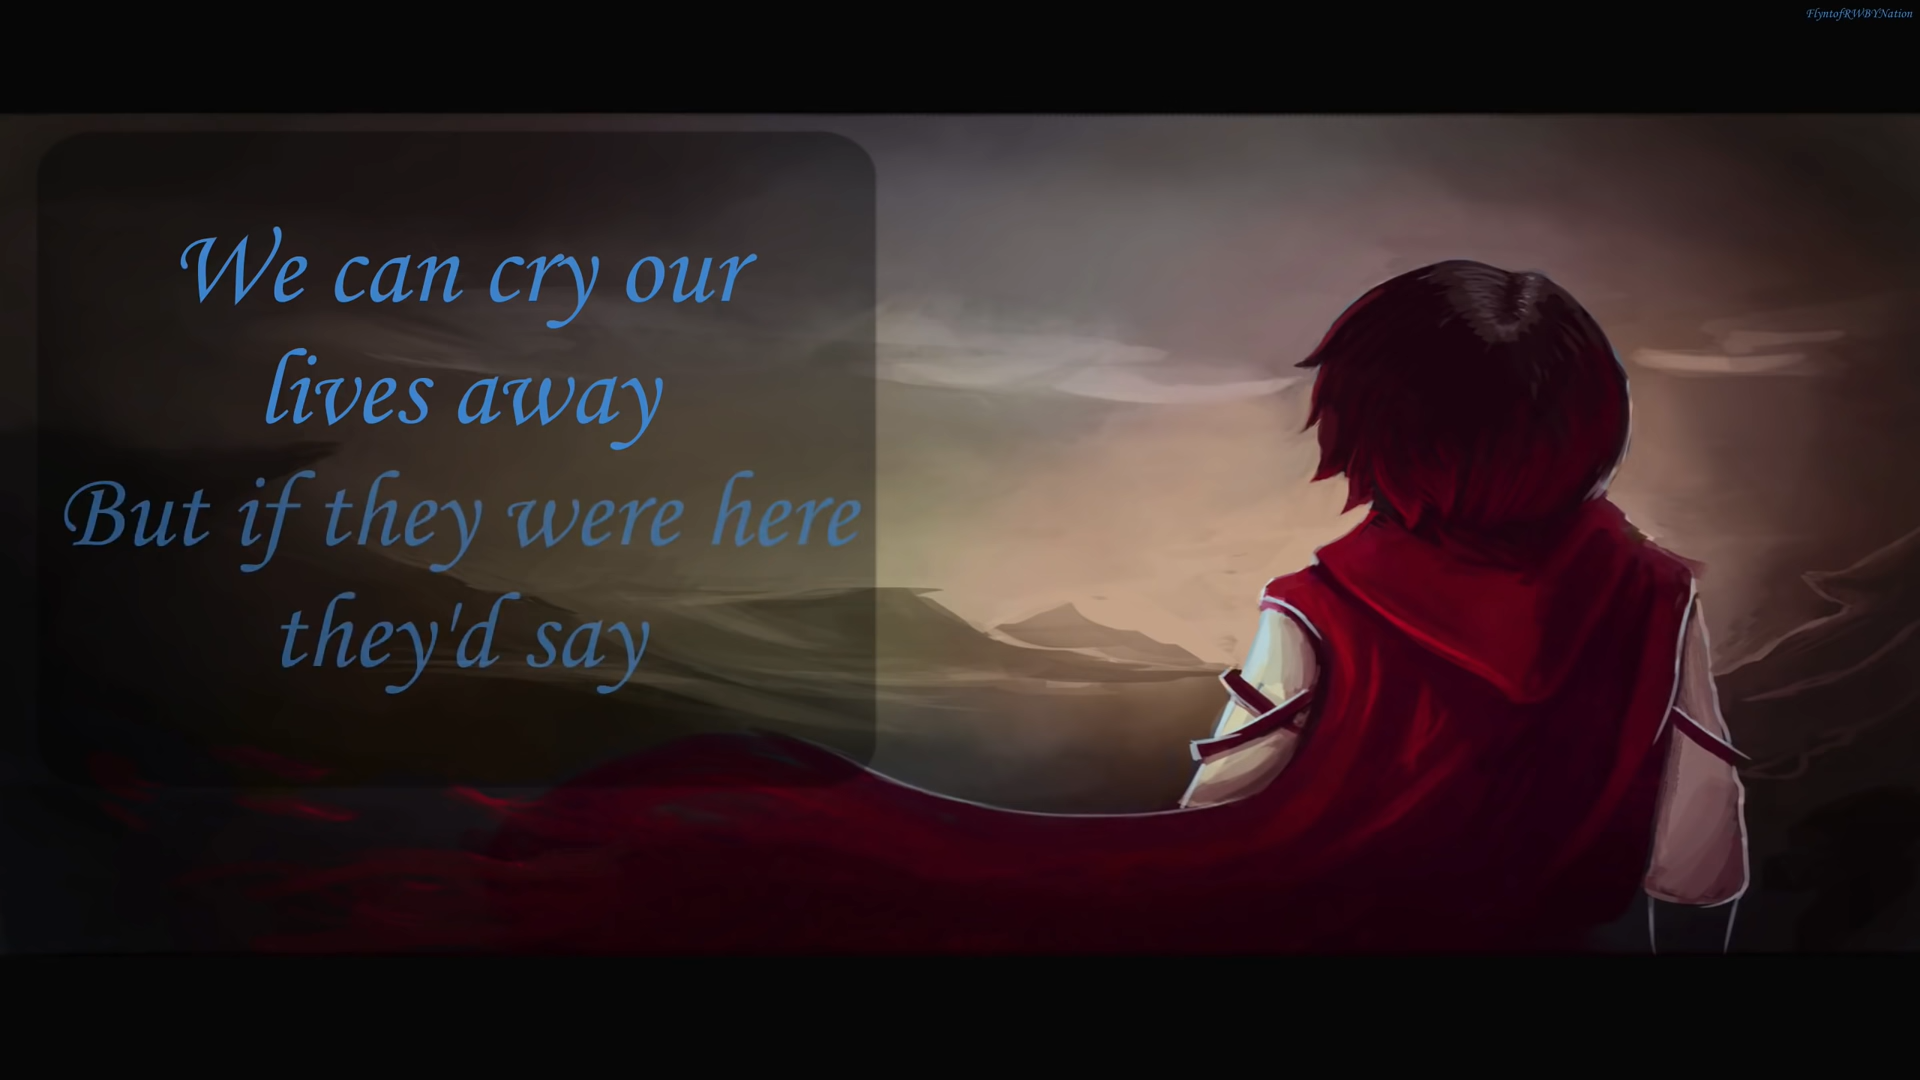 FlyntofRWBYNation
We can cry our
lives away
But if they were here
they'd say